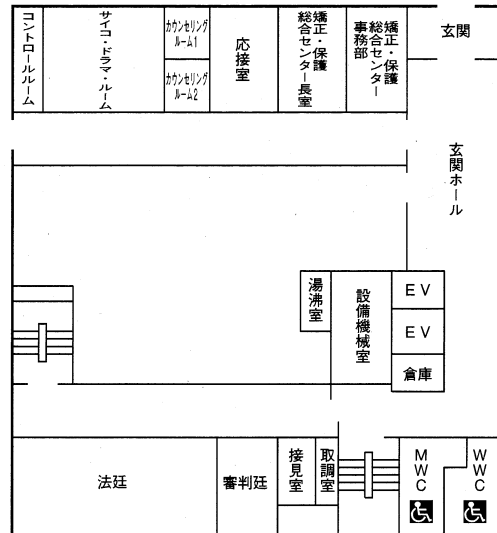 コントロールルーム
サイコ・ドラマ・ルーム
カウンセリング
ルーム1
カウンセリング
ルーム2
応接室
矯正・保護
総合センター長室
矯正・保護
総合センター
事務部
玄関
玄関ホール
湯沸室
設備機械室
EV
EV
倉庫
法廷
審判廷
接見室
取調室
MWC
WWC